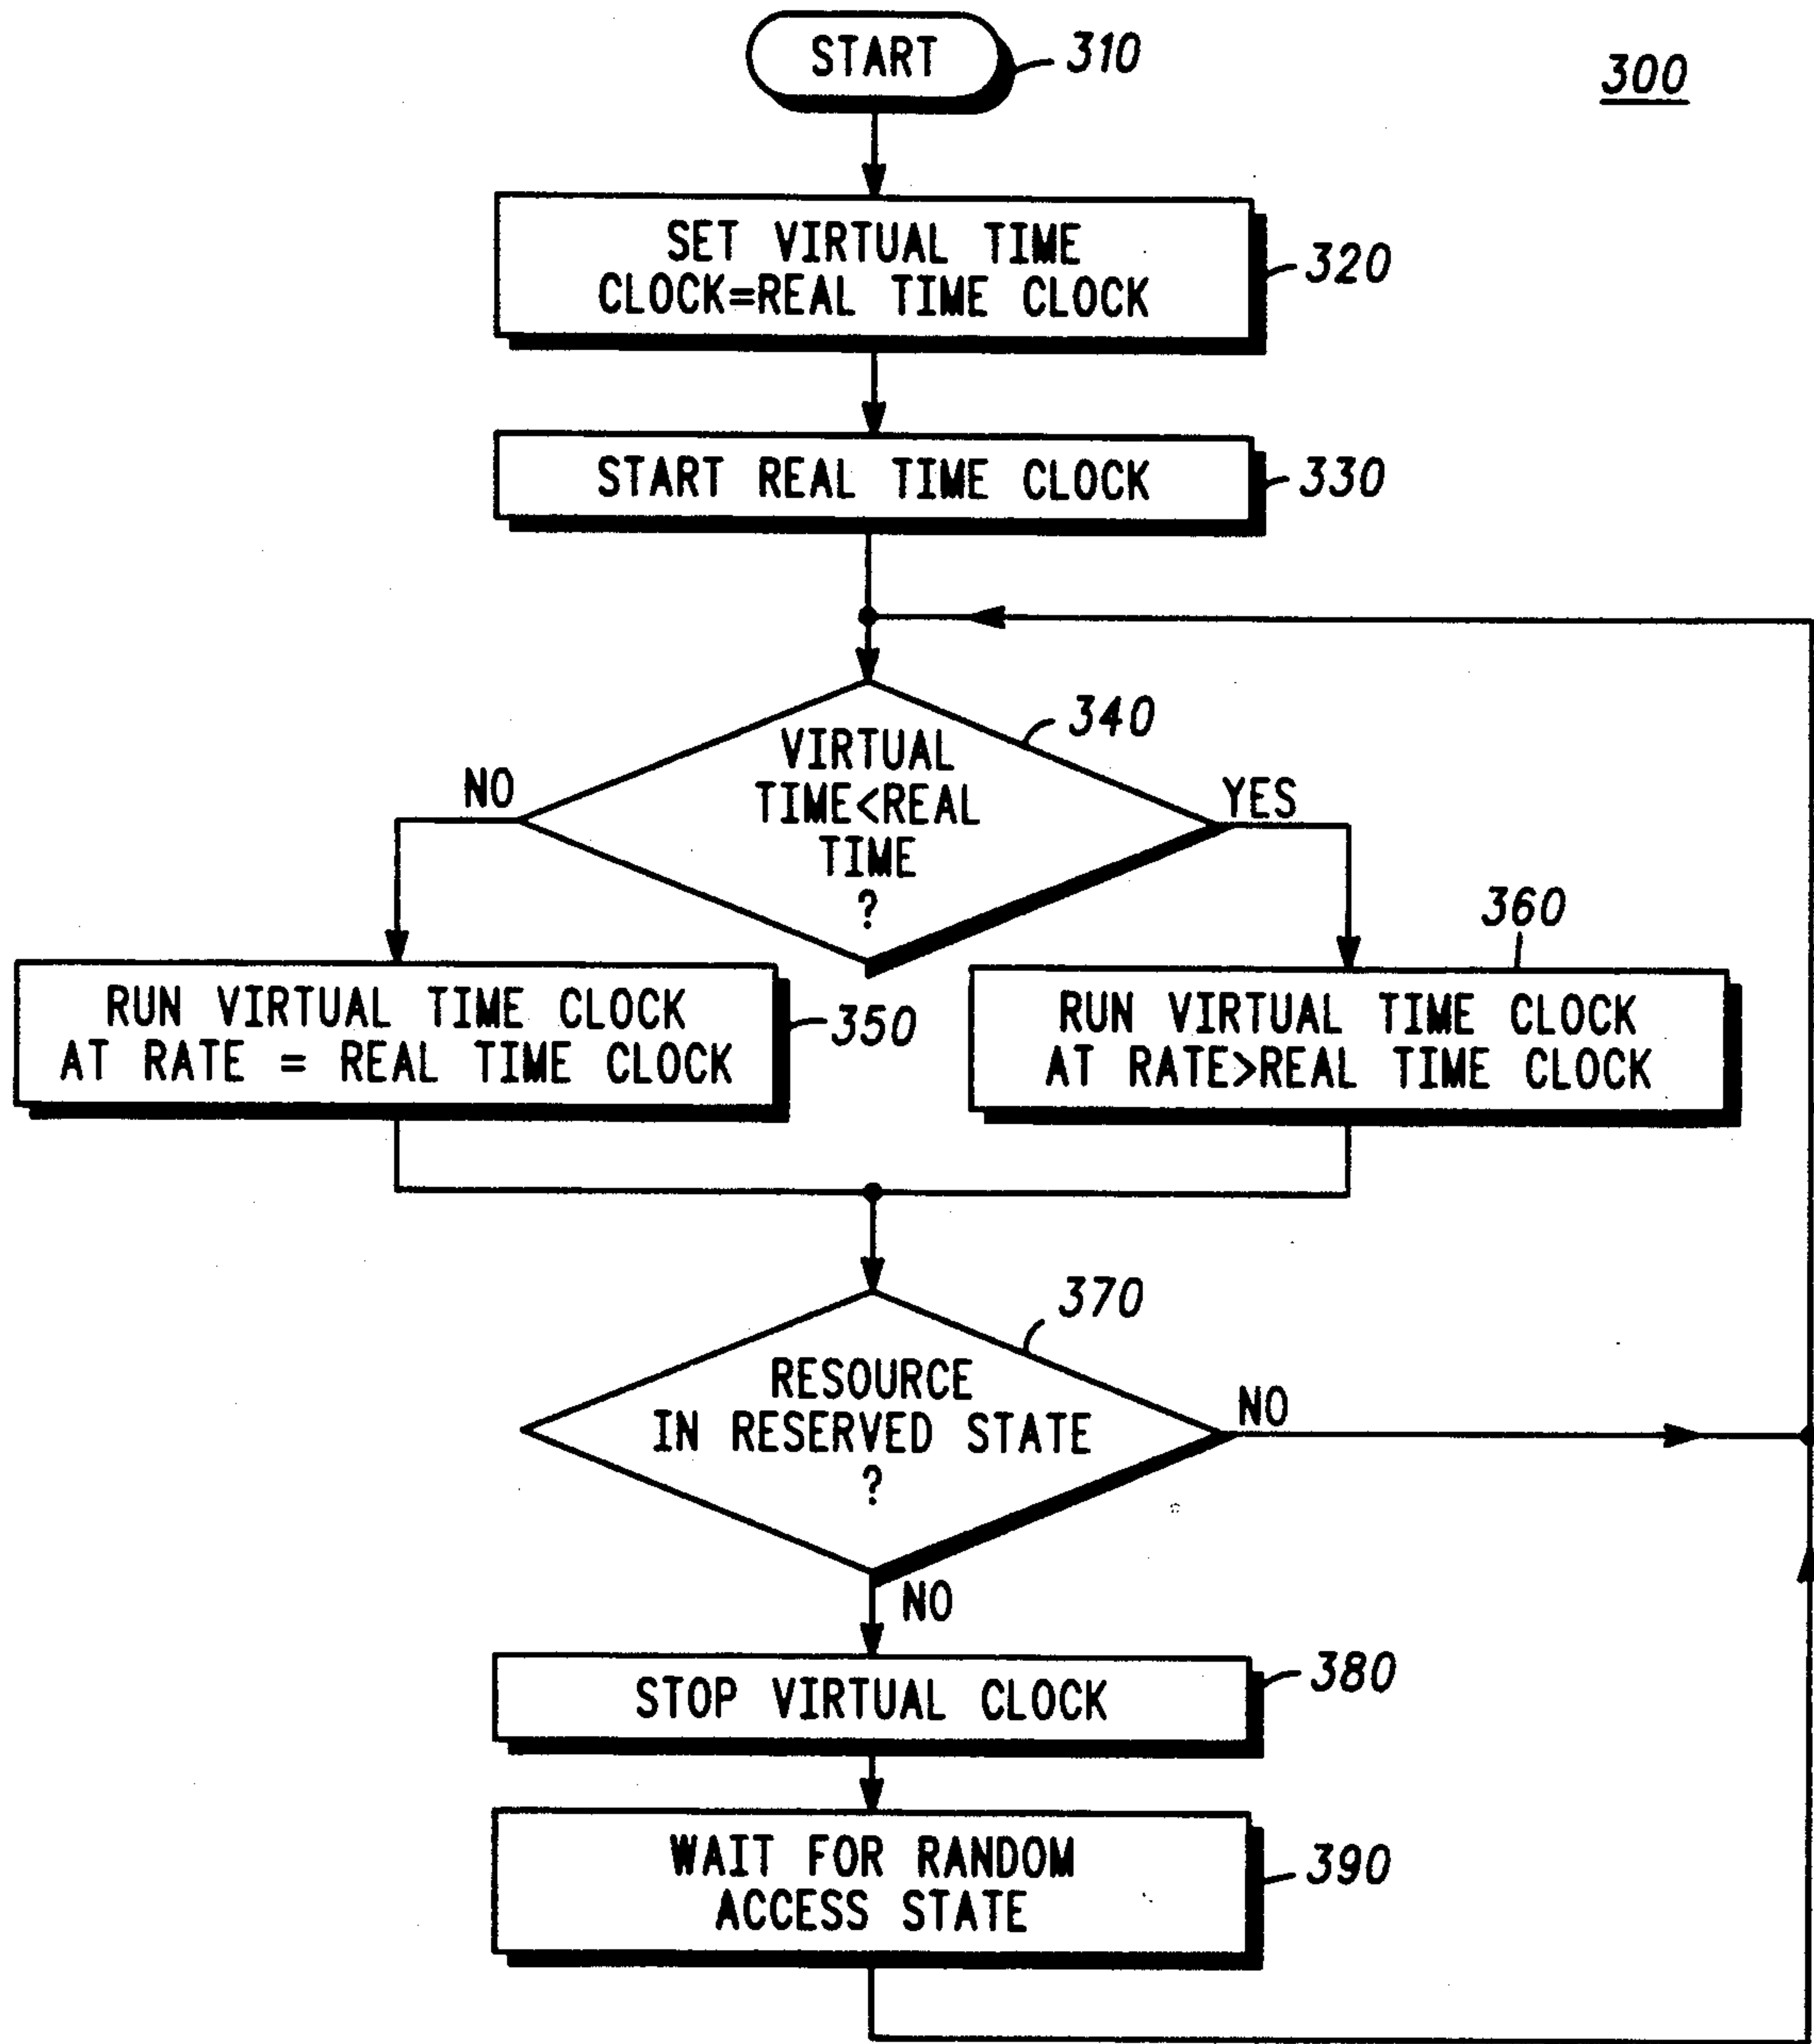 START
310
300
SET VIRTUAL TIME
CLOCK=REAL TIME CLOCK
320
START REAL TIME CLOCK
330
340
VIRTUAL
TIME<REAL
TIME
?
NO
YES
360
RUN VIRTUAL TIME CLOCK
AT RATE = REAL TIME CLOCK
350
RUN VIRTUAL TIME CLOCK
AT RATE>REAL TIME CLOCK
370
RESOURCE
IN RESERVED STATE
?
NO
NO
STOP VIRTUAL CLOCK
380
WAIT FOR RANDOM
ACCESS STATE
390